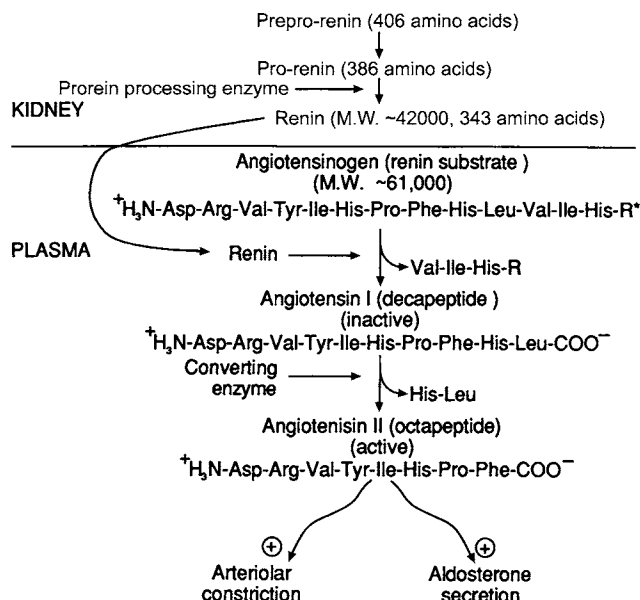 Prepro-renin (406 amino acids)
Pro-renin (386 amino acids)
Prorein processing enzyme
KIDNEY
Renin (M.W. ~42000, 343 amino acids)
Angiotensinogen (renin substrate )
(M.W. ~61,000)
⁺H₃N-Asp-Arg-Val-Tyr-Ile-His-Pro-Phe-His-Leu-Val-Ile-His-R*
PLASMA
Renin
Val-Ile-His-R
Angiotensin I (decapeptide )
(inactive)
⁺H₃N-Asp-Arg-Val-Tyr-Ile-His-Pro-Phe-His-Leu-COO⁻
Converting
enzyme
His-Leu
Angiotenisin II (octapeptide)
(active)
⁺H₃N-Asp-Arg-Val-Tyr-Ile-His-Pro-Phe-COO⁻
+
+
Arteriolar
constriction
Aldosterone
secretion